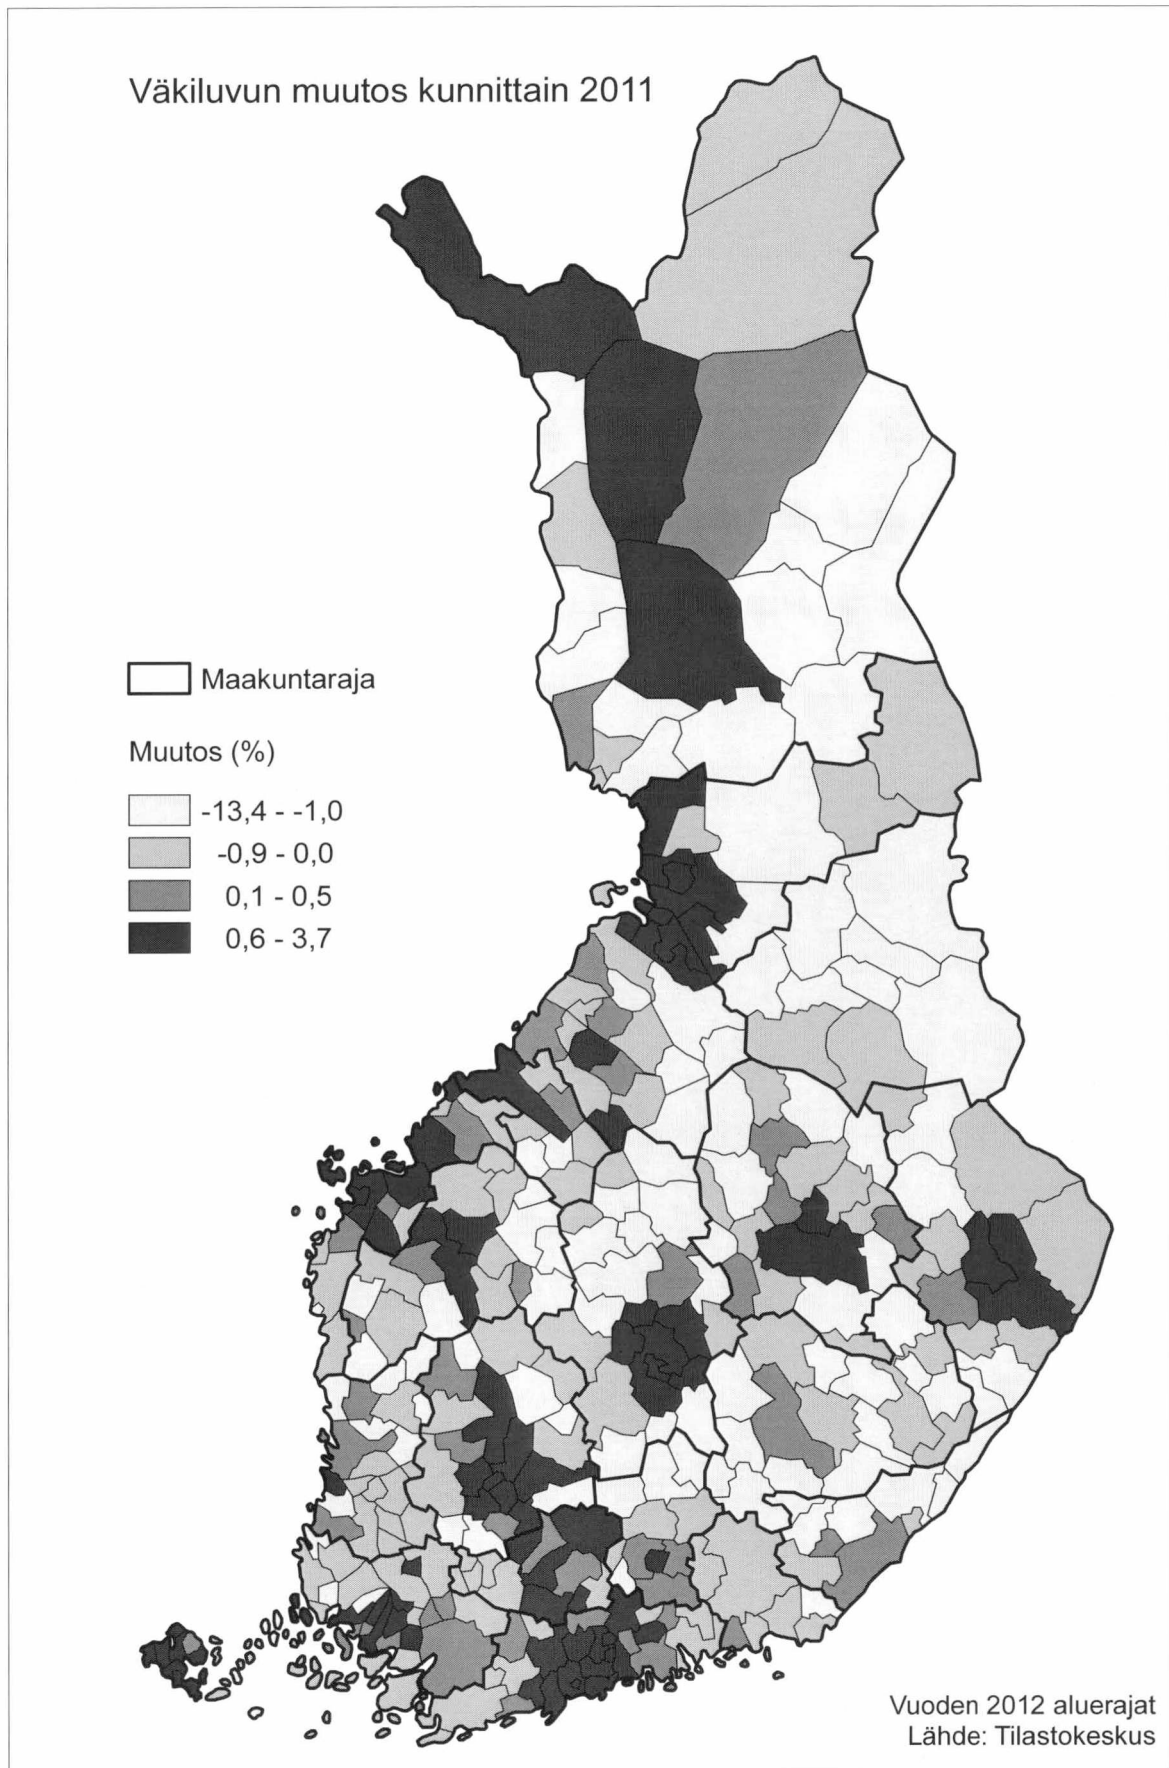 Väkiluvun muutos kunnittain 2011
Maakuntaraja
Muutos (%)
-13,4 - -1,0
-0,9 - 0,0
0,1 - 0,5
0,6 - 3,7
Vuoden 2012 aluerajat
Lähde: Tilastokeskus